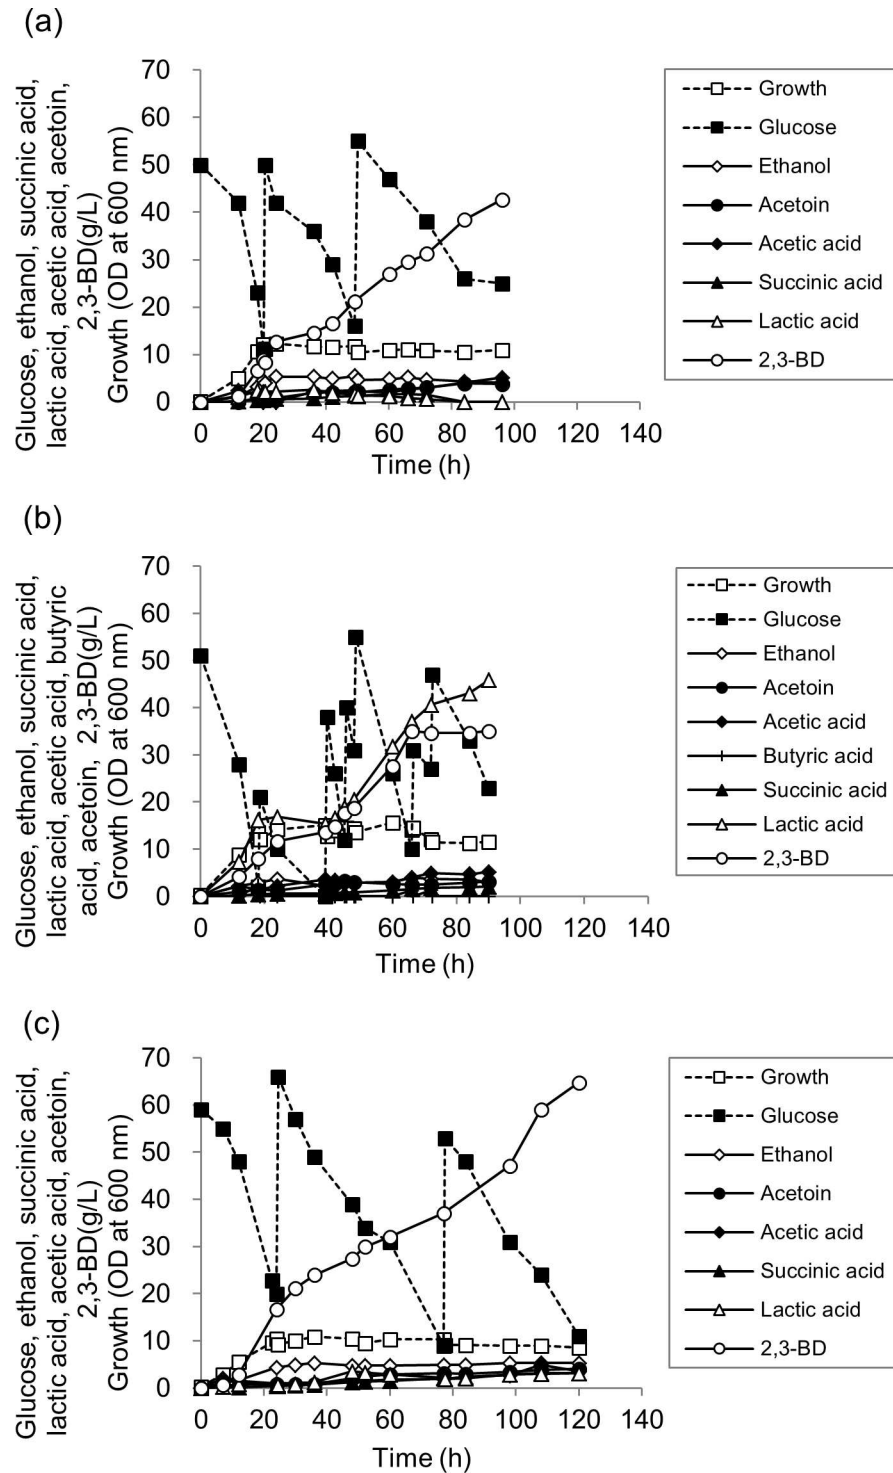 (a)
Glucose, ethanol, succinic acid,
lactic acid, acetic acid, acetoin,
2,3-BD(g/L)
Growth (OD at 600 nm)
70
60
50
40
30
20
10
0
0 20 40 60 80 100 120 140
Time (h)
Growth
Glucose
Ethanol
Acetoin
Acetic acid
Succinic acid
Lactic acid
2,3-BD
(b)
Glucose, ethanol, succinic acid,
lactic acid, acetic acid, butyric
acid, acetoin, 2,3-BD(g/L)
Growth (OD at 600 nm)
70
60
50
40
30
20
10
0
0 20 40 60 80 100 120 140
Time (h)
Growth
Glucose
Ethanol
Acetoin
Acetic acid
Butyric acid
Succinic acid
Lactic acid
2,3-BD
(c)
Glucose, ethanol, succinic acid,
lactic acid, acetic acid, acetoin,
2,3-BD(g/L)
Growth (OD at 600 nm)
70
60
50
40
30
20
10
0
0 20 40 60 80 100 120 140
Time (h)
Growth
Glucose
Ethanol
Acetoin
Acetic acid
Succinic acid
Lactic acid
2,3-BD